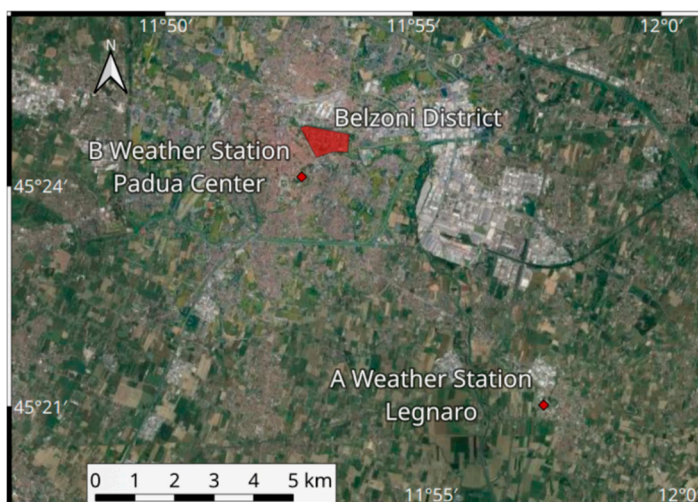 11°50' 11°55' 12°0'
N
Belzoni District
B Weather Station
Padua Center
45°24'
A Weather Station
Legnaro
45°21'
0 1 2 3 4 5 km
11°55' 12°0